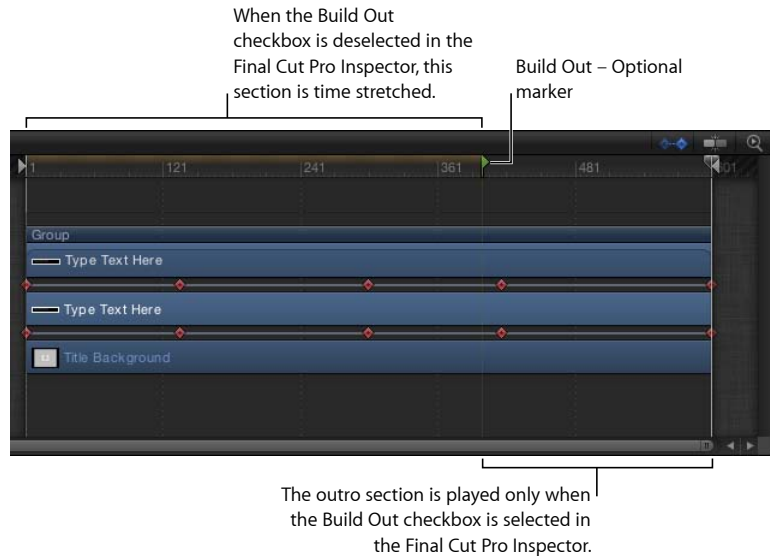 When the Build Out
checkbox is deselected in the
Final Cut Pro Inspector, this
section is time stretched.
Build Out – Optional
marker
1 121 241 361 481 601
Group
Type Text Here
Type Text Here
Title Background
The outro section is played only when
the Build Out checkbox is selected in
the Final Cut Pro Inspector.